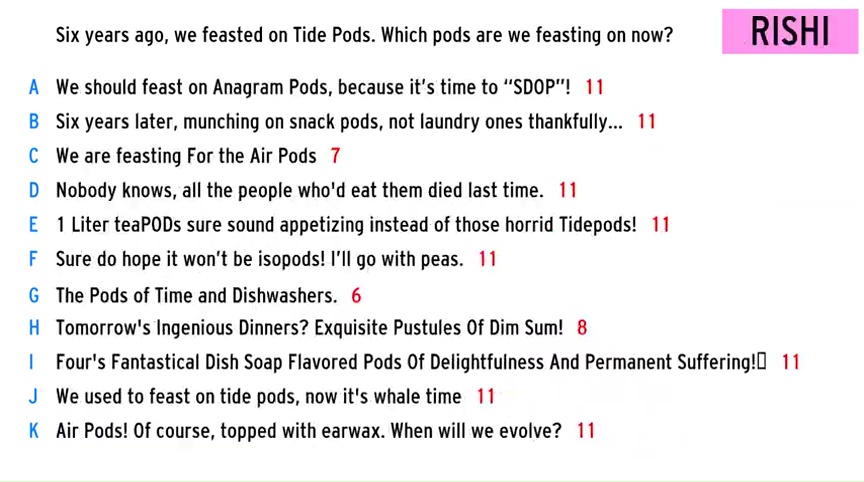 Six years ago, we feasted on Tide Pods. Which pods are we feasting on now?
RISHI
A We should feast on Anagram Pods, because it's time to “SDOP”! 11
B Six years later, munching on snack pods, not laundry ones thankfully... 11
C We are feasting For the Air Pods 7
D Nobody knows, all the people who'd eat them died last time. 11
E 1 Liter teaPODs sure sound appetizing instead of those horrid Tidepods! 11
F Sure do hope it won't be isopods! I'll go with peas. 11
G The Pods of Time and Dishwashers. 6
H Tomorrow's Ingenious Dinners? Exquisite Pustules Of Dim Sum! 8
I Four's Fantastical Dish Soap Flavored Pods Of Delightfulness And Permanent Suffering!▯ 11
J We used to feast on tide pods, now it's whale time 11
K Air Pods! Of course, topped with earwax. When will we evolve? 11